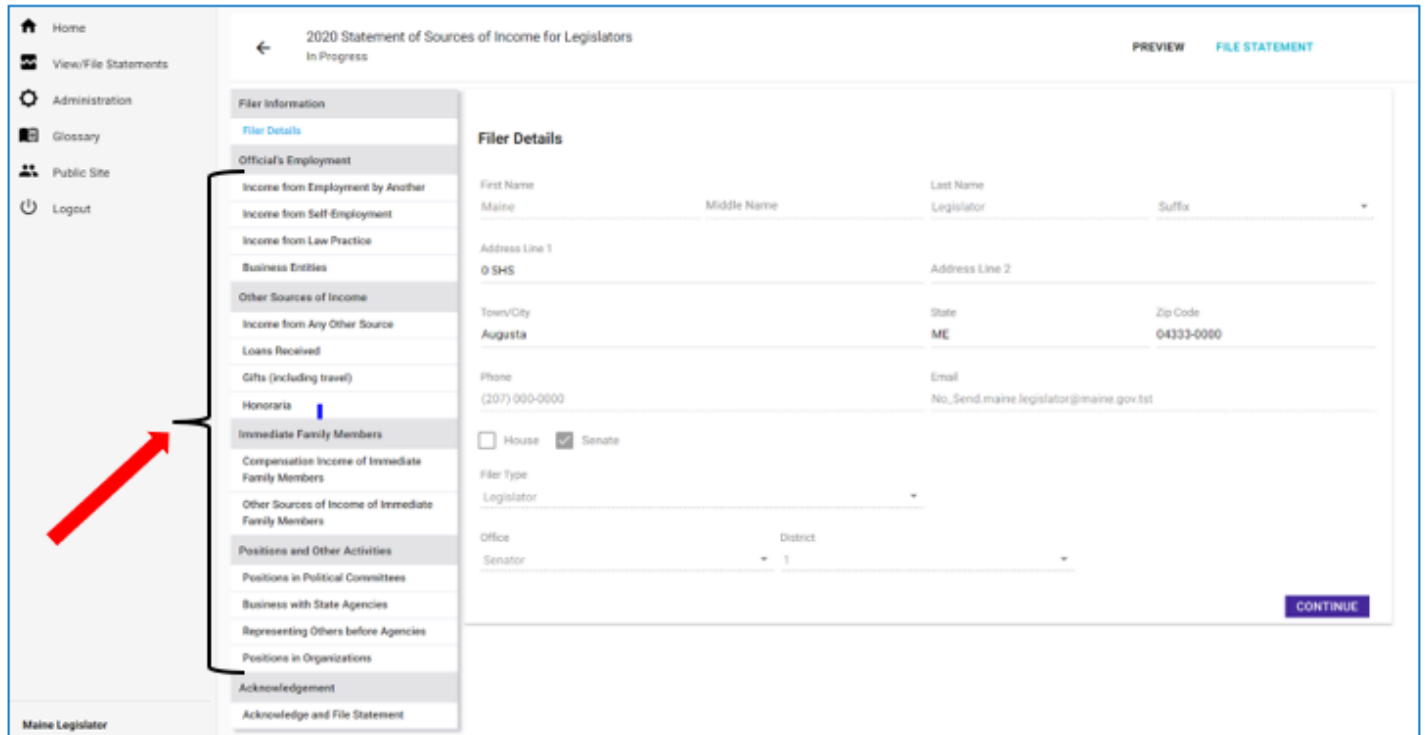 Home
View/File Statements
Administration
Glossary
Public Site
Logout
Maine Legislator
2020 Statement of Sources of Income for Legislators
In Progress
PREVIEW FILE STATEMENT
Filer Information
Filer Details
Official's Employment
Income from Employment by Another
Income from Self-Employment
Income from Law Practice
Business Entities
Other Sources of Income
Income from Any Other Source
Loans Received
Gifts (including travel)
Honoraria
Immediate Family Members
Compensation Income of Immediate
Family Members
Other Sources of Income of Immediate
Family Members
Positions and Other Activities
Positions in Political Committees
Business with State Agencies
Representing Others before Agencies
Positions in Organizations
Acknowledgement
Acknowledge and File Statement
Filer Details
First Name Last Name
Maine Middle Name Legislator Suffix
Address Line 1
0 SHS Address Line 2
Town/City State Zip Code
Augusta ME 04333-0000
Phone Email
(207) 000-0000 No_Send.maine.legislator@maine.gov.tst
House Senate
Filer Type
Legislator
Office District
Senator 1
CONTINUE